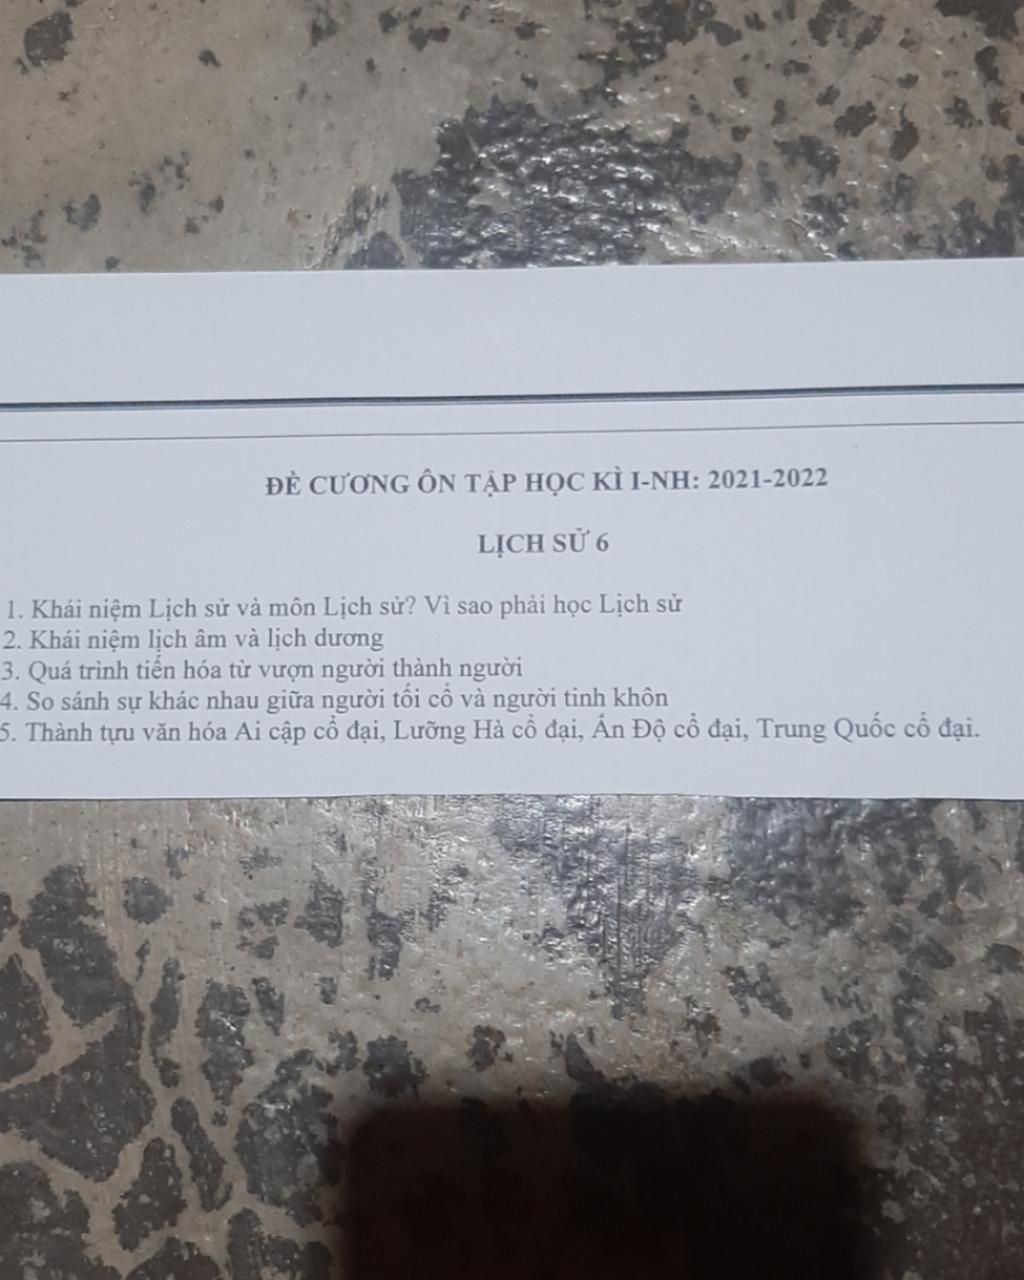 ĐỀ CƯƠNG ÔN TẬP HỌC KÌ I-NH: 2021-2022
LỊCH SỬ 6
1. Khái niệm Lịch sử và môn Lịch sử? Vì sao phải học Lịch sử
2. Khái niệm lịch âm và lịch dương
3. Quá trình tiến hóa từ vượn người thành người
4. So sánh sự khác nhau giữa người tối cổ và người tinh khôn
5. Thành tựu văn hóa Ai cập cổ đại, Lưỡng Hà cổ đại, Ấn Độ cổ đại, Trung Quốc cổ đại.